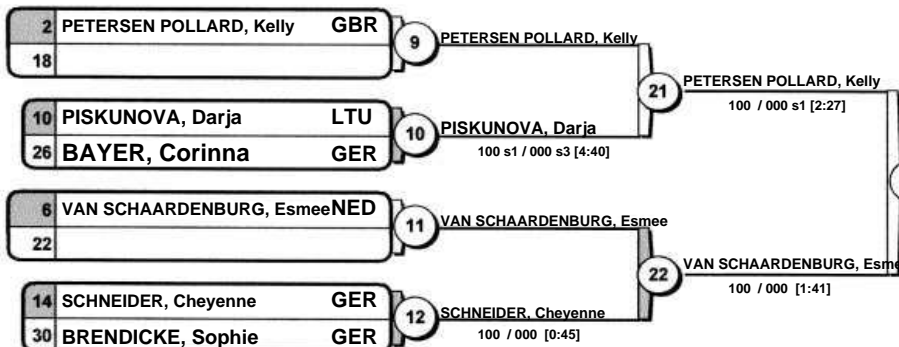 2 PETERSEN POLLARD, Kelly GBR
18
9 PETERSEN POLLARD, Kelly
10 PISKUNOVA, Darja LTU
26 BAYER, Corinna GER
10 PISKUNOVA, Darja
100 s1 / 000 s3 [4:40]
21 PETERSEN POLLARD, Kelly
100 / 000 s1 [2:27]
6 VAN SCHAARDENBURG, Esmee NED
22
11 VAN SCHAARDENBURG, Esmee
14 SCHNEIDER, Cheyenne GER
30 BRENDICKE, Sophie GER
12 SCHNEIDER, Cheyenne
100 / 000 [0:45]
22 VAN SCHAARDENBURG, Esme
100 / 000 [1:41]